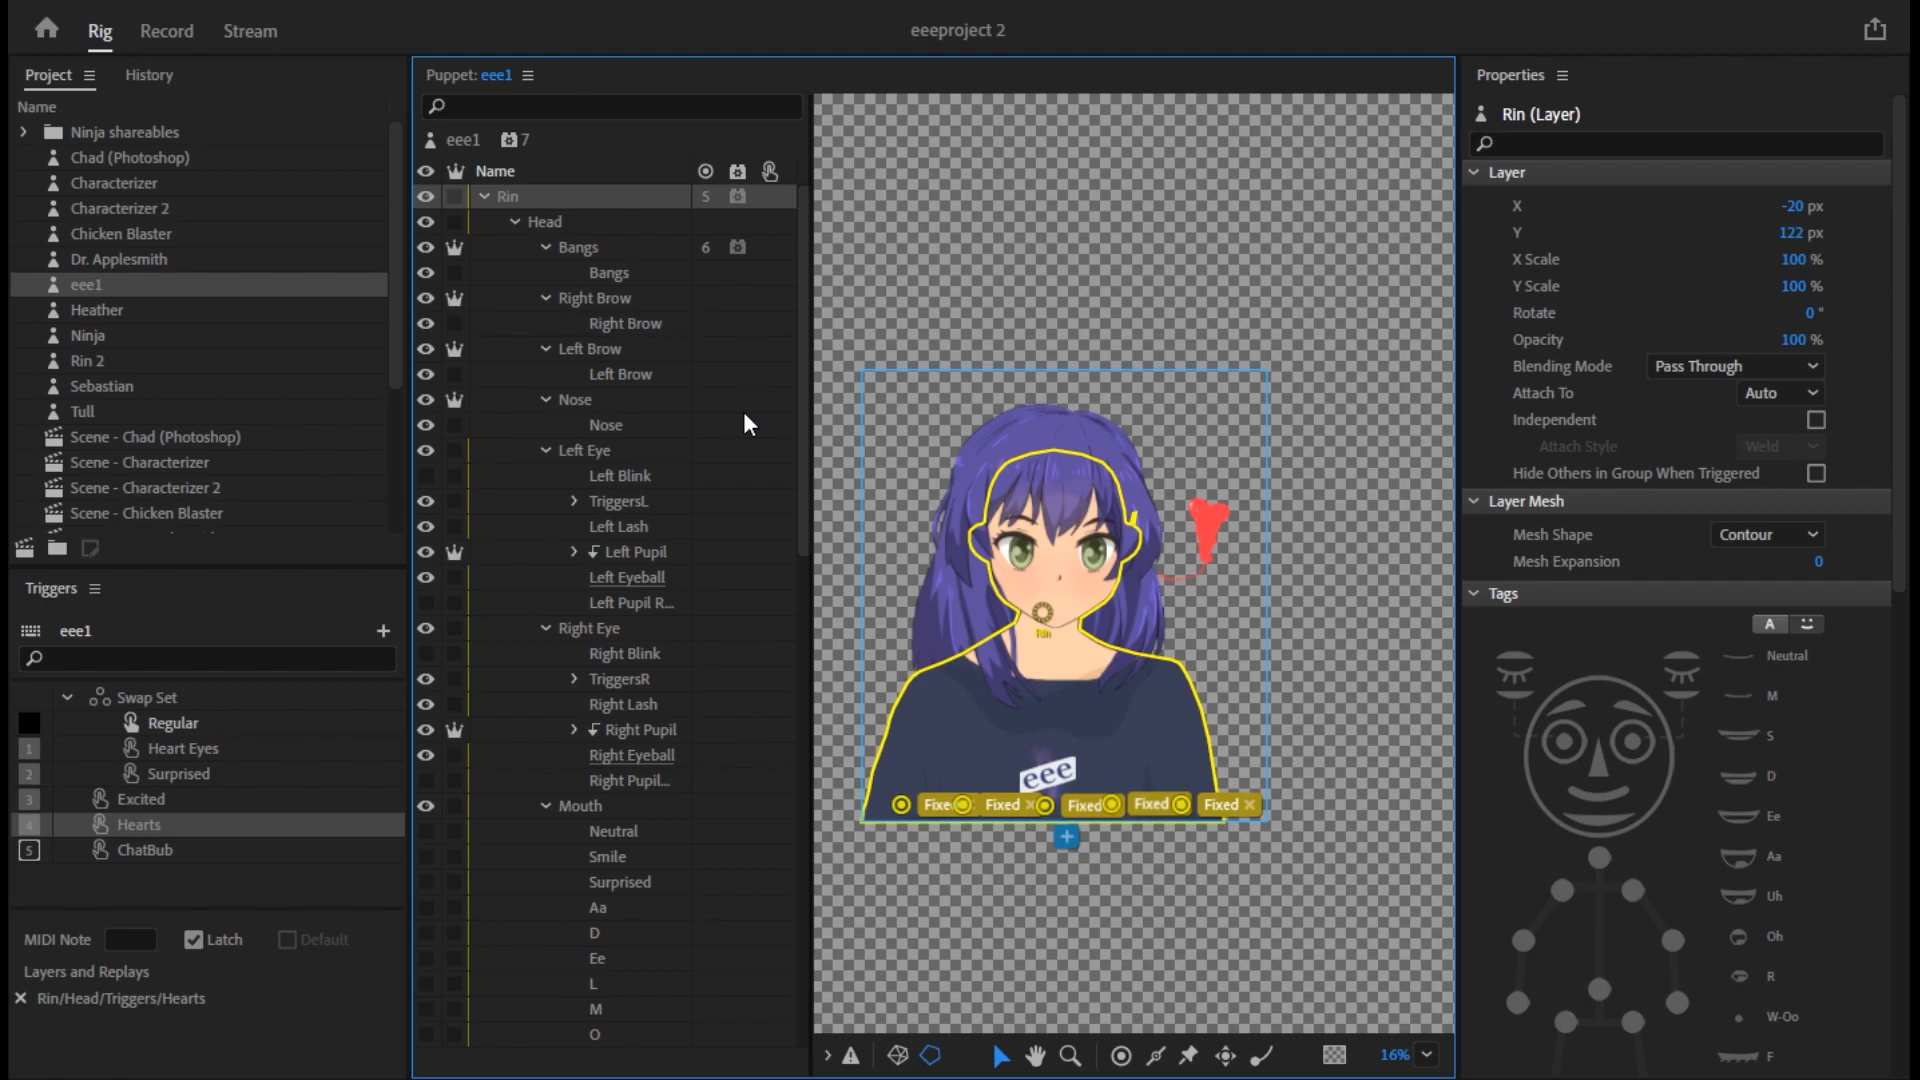 Rig
Record
Stream
eeeproject 2
Project
History
Name
Ninja shareables
Chad (Photoshop)
Characterizer
Characterizer 2
Chicken Blaster
Dr. Applesmith
eee1
Heather
Ninja
Rin 2
Sebastian
Tull
Scene - Chad (Photoshop)
Scene - Characterizer
Scene - Characterizer 2
Scene - Chicken Blaster
Triggers
eee1
Swap Set
Regular
1 Heart Eyes
2 Surprised
3 Excited
4 Hearts
5 ChatBub
MIDI Note
Latch
Default
Layers and Replays
Rin/Head/Triggers/Hearts
Puppet: eee1
eee1 7
Name
Rin 5
Head
Bangs 6
Bangs
Right Brow
Right Brow
Left Brow
Left Brow
Nose
Nose
Left Eye
Left Blink
TriggersL
Left Lash
Left Pupil
Left Eyeball
Left Pupil R...
Right Eye
Right Blink
TriggersR
Right Lash
Right Pupil
Right Eyeball
Right Pupil...
Mouth
Neutral
Smile
Surprised
Aa
D
Ee
L
M
O
Rin
eee
Fixed Fixed Fixed Fixed Fixed
16%
Properties
Rin (Layer)
Layer
X -20 px
Y 122 px
X Scale 100 %
Y Scale 100 %
Rotate 0 °
Opacity 100 %
Blending Mode Pass Through
Attach To Auto
Independent
Attach Style Weld
Hide Others in Group When Triggered
Layer Mesh
Mesh Shape Contour
Mesh Expansion 0
Tags
A
Neutral
M
S
D
Ee
Aa
Uh
Oh
R
W-Oo
F